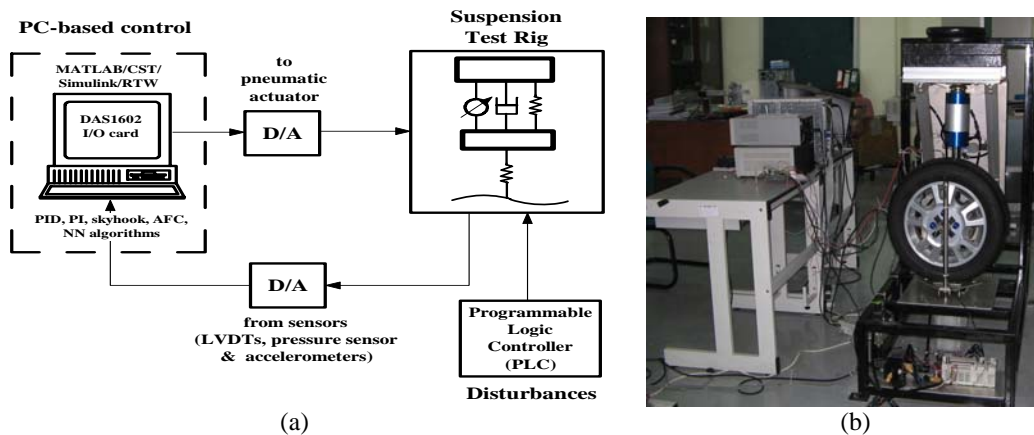 PC-based control
MATLAB/CST/
Simulink/RTW
DAS1602
I/O card
PID, PI, skyhook, AFC,
NN algorithms
to
pneumatic
actuator
D/A
Suspension
Test Rig
D/A
from sensors
(LVDTs, pressure sensor
& accelerometers)
Programmable
Logic
Controller
(PLC)
Disturbances
(a)
(b)